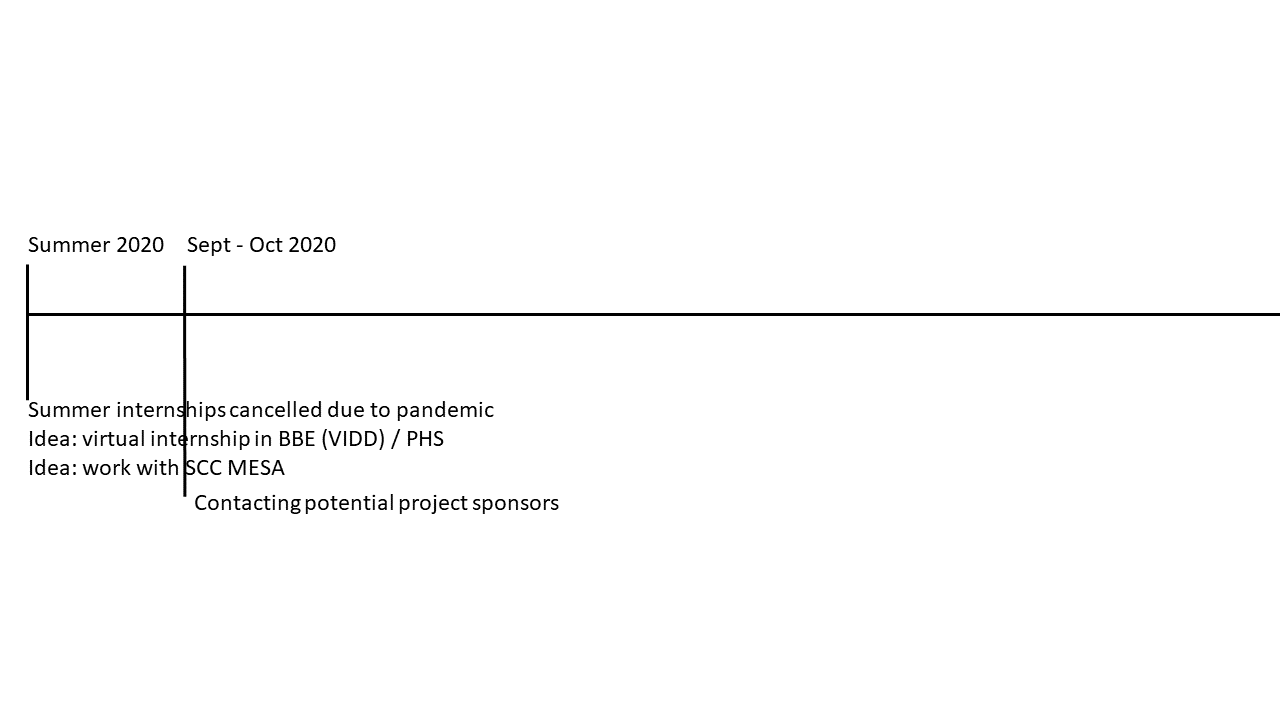 Summer 2020
Sept - Oct 2020
Summer internships cancelled due to pandemic
Idea: virtual internship in BBE (VIDD) / PHS
Idea: work with SCC MESA
Contacting potential project sponsors